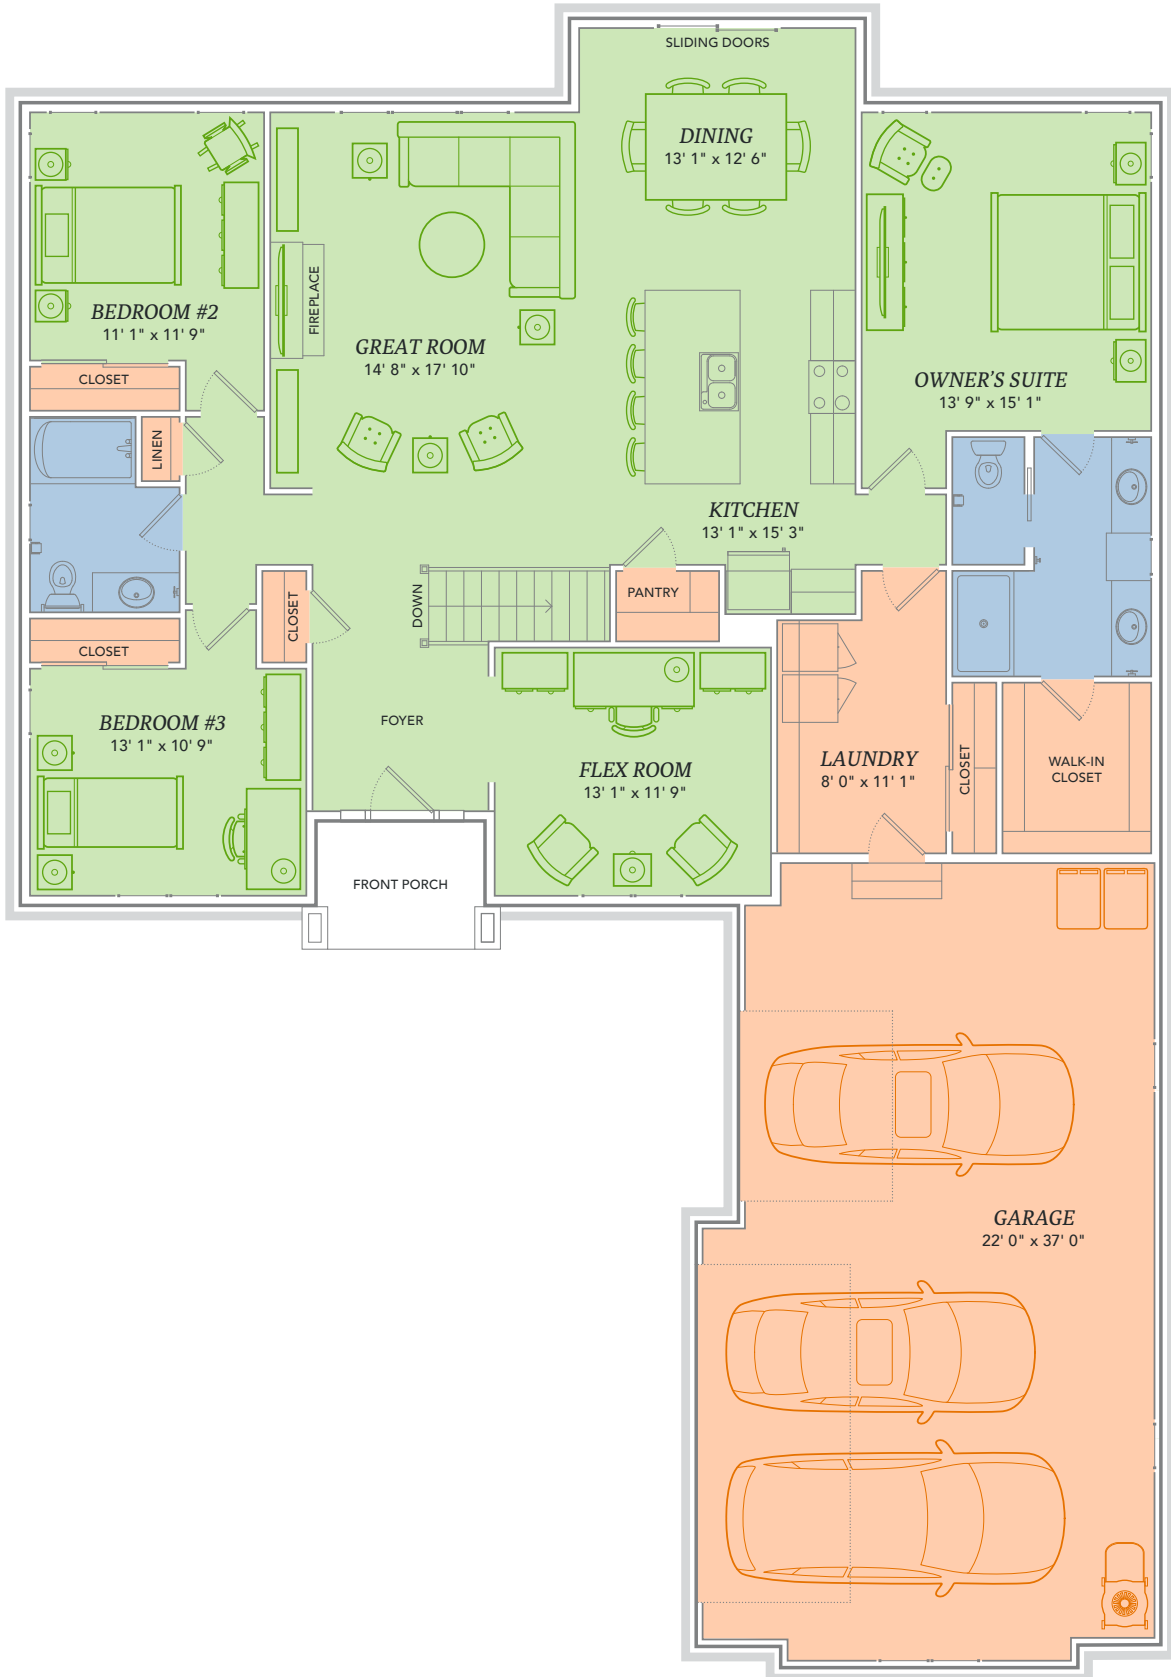 SLIDING DOORS
DINING
13' 1" x 12' 6"
BEDROOM #2
11' 1" x 11' 9"
FIREPLACE
GREAT ROOM
14' 8" x 17' 10"
OWNER'S SUITE
13' 9" x 15' 1"
CLOSET
LINEN
KITCHEN
13' 1" x 15' 3"
CLOSET
DOWN
PANTRY
CLOSET
BEDROOM #3
13' 1" x 10' 9"
FOYER
FLEX ROOM
13' 1" x 11' 9"
LAUNDRY
8' 0" x 11' 1"
CLOSET
WALK-IN
CLOSET
FRONT PORCH
GARAGE
22' 0" x 37' 0"